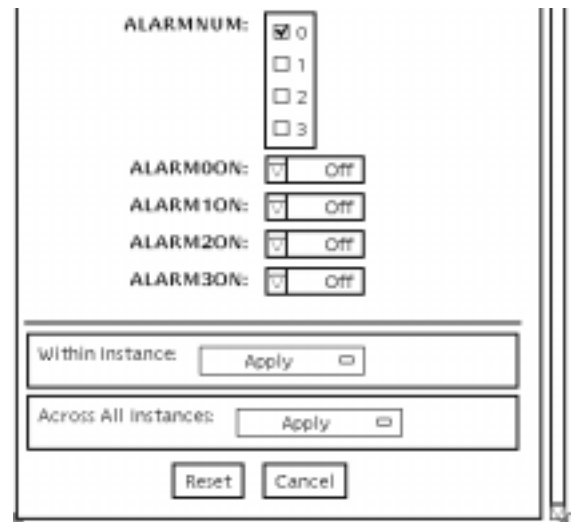 ALARMNUM: 0
1
2
3
ALARM0ON: Off
ALARM1ON: Off
ALARM2ON: Off
ALARM3ON: Off
Within Instance: Apply
Across All Instances: Apply
Reset Cancel